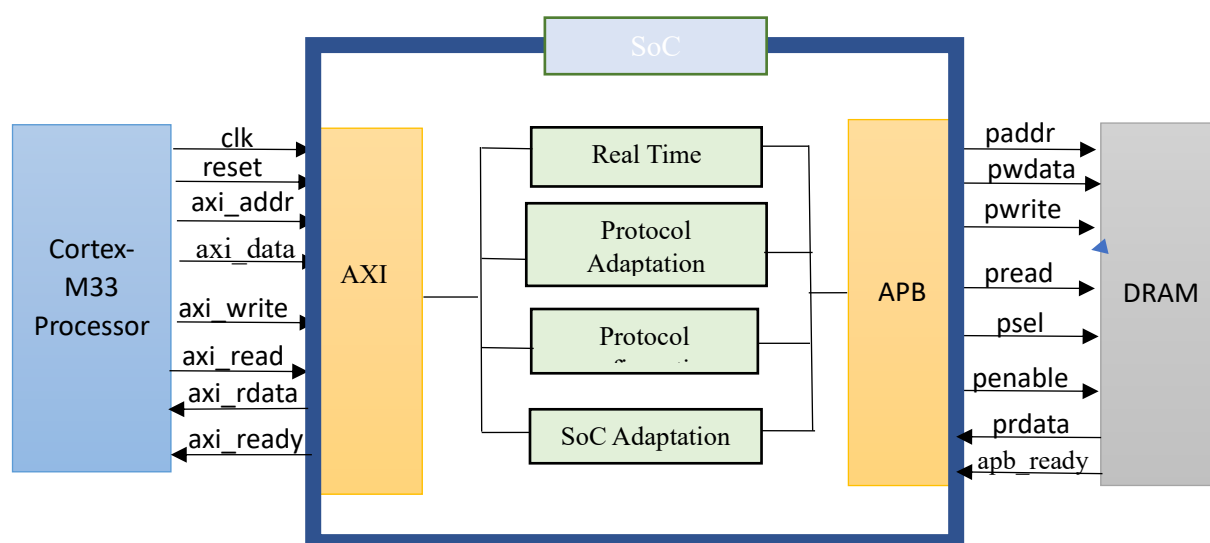 SoC
Cortex-
M33
Processor
clk
reset
axi_addr
axi_data
axi_write
axi_read
axi_rdata
axi_ready
AXI
Real Time
Protocol
Adaptation
Protocol
SoC Adaptation
APB
paddr
pwdata
pwrite
pread
psel
penable
prdata
apb_ready
DRAM